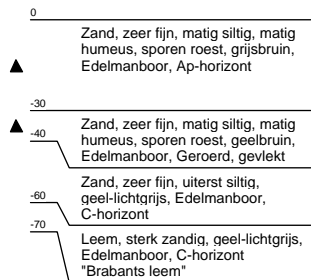 0
Zand, zeer fijn, matig siltig, matig
humeus, sporen roest, grijsbruin,
Edelmanboor, Ap-horizont
-30
Zand, zeer fijn, matig siltig, matig
humeus, sporen roest, geelbruin,
-40
Edelmanboor, Geroerd, gevlekt
Zand, zeer fijn, uiterst siltig,
geel-lichtgrijs, Edelmanboor,
-60
C-horizont
-70
Leem, sterk zandig, geel-lichtgrijs,
Edelmanboor, C-horizont
"Brabants leem"